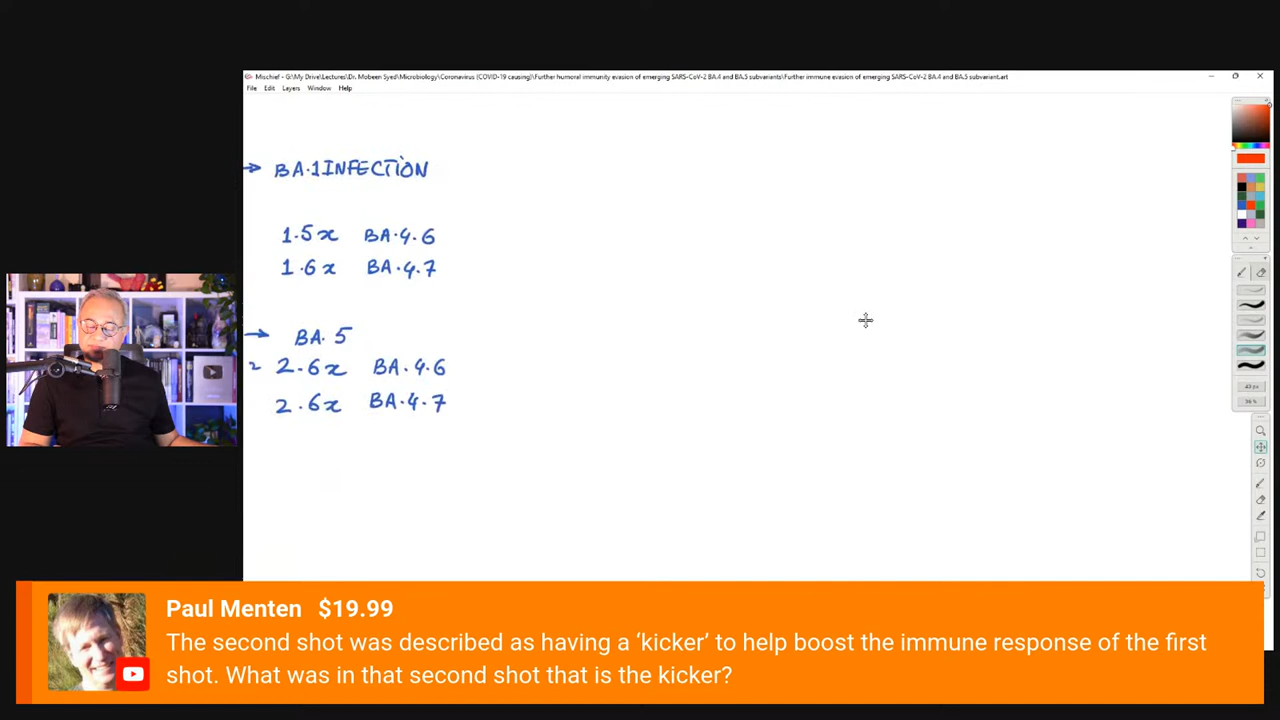 Mischief - G:\My Drive\Lectures\Dr. Mobeen Syed\Microbiology\Coronavirus (COVID-19 causing)\Further humoral immunity evasion of emerging SARS-CoV-2 BA.4 and BA.5 subvariants\Further immune evasion of emerging SARS-CoV-2 BA.4 and BA.5 subvariant.art
File Edit Layers Window Help
→ BA.1 INFECTION
1.5x BA.4.6
1.6x BA.4.7
→ BA.5
2.6x BA.4.6
2.6x BA.4.7
Paul Menten $19.99
The second shot was described as having a ‘kicker’ to help boost the immune response of the first
shot. What was in that second shot that is the kicker?